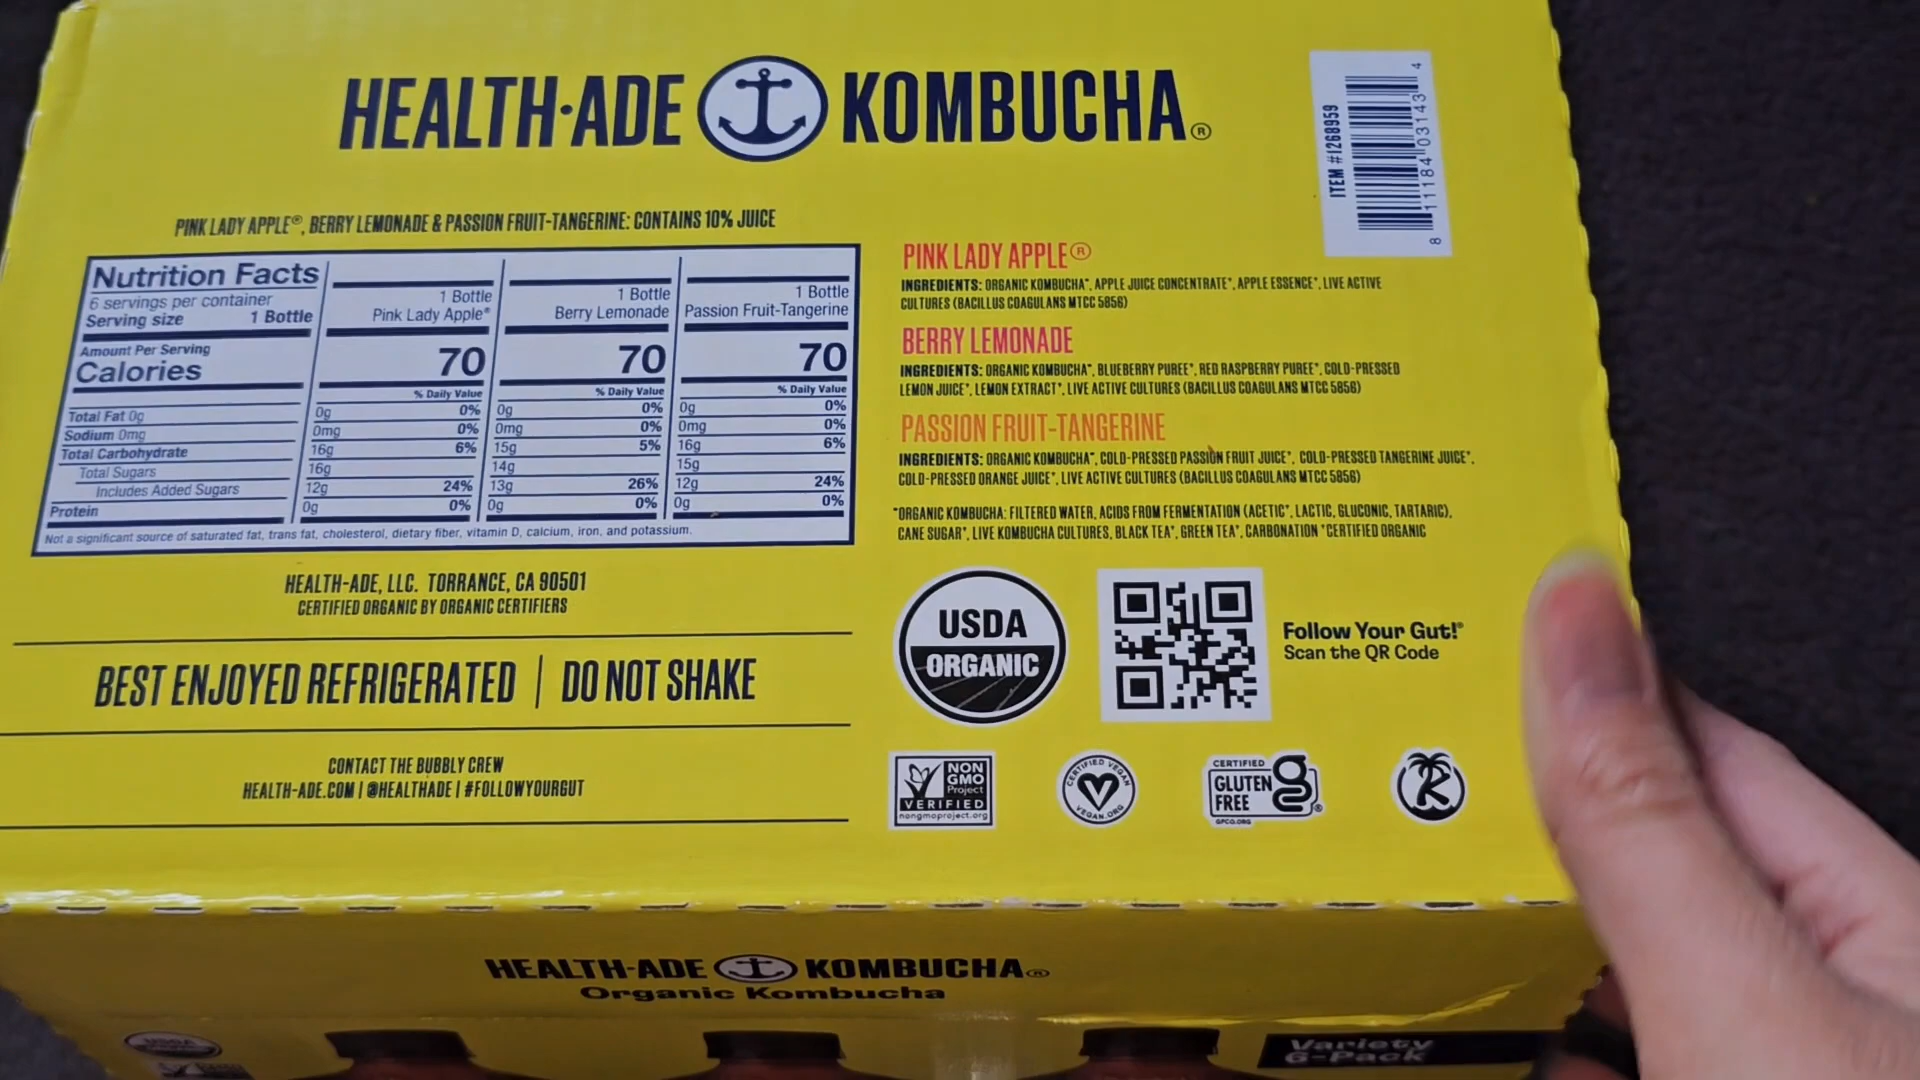 HEALTH-ADE KOMBUCHA®
ITEM #1268959
8 11184 03143 4
PINK LADY APPLE®, BERRY LEMONADE & PASSION FRUIT-TANGERINE: CONTAINS 10% JUICE
Nutrition Facts
6 servings per container
Serving size 1 Bottle
1 Bottle
Pink Lady Apple®
1 Bottle
Berry Lemonade
1 Bottle
Passion Fruit-Tangerine
Amount Per Serving
Calories 70 70 70
% Daily Value % Daily Value % Daily Value
Total Fat 0g 0g 0% 0g 0% 0g 0%
Sodium 0mg 0mg 0% 0mg 0% 0mg 0%
Total Carbohydrate 16g 6% 15g 5% 16g 6%
Total Sugars 16g 14g 15g
Includes Added Sugars 12g 24% 13g 26% 12g 24%
Protein 0g 0% 0g 0% 0g 0%
Not a significant source of saturated fat, trans fat, cholesterol, dietary fiber, vitamin D, calcium, iron, and potassium.
HEALTH-ADE, LLC. TORRANCE, CA 90501
CERTIFIED ORGANIC BY ORGANIC CERTIFIERS
BEST ENJOYED REFRIGERATED | DO NOT SHAKE
CONTACT THE BUBBLY CREW
HEALTH-ADE.COM | @HEALTHADE | #FOLLOWYOURGUT
PINK LADY APPLE®
INGREDIENTS: ORGANIC KOMBUCHA^, APPLE JUICE CONCENTRATE*, APPLE ESSENCE*, LIVE ACTIVE
CULTURES (BACILLUS COAGULANS MTCC 5856)
BERRY LEMONADE
INGREDIENTS: ORGANIC KOMBUCHA^, BLUEBERRY PUREE*, RED RASPBERRY PUREE*, COLD-PRESSED
LEMON JUICE*, LEMON EXTRACT*, LIVE ACTIVE CULTURES (BACILLUS COAGULANS MTCC 5856)
PASSION FRUIT-TANGERINE
INGREDIENTS: ORGANIC KOMBUCHA^, COLD-PRESSED PASSION FRUIT JUICE*, COLD-PRESSED TANGERINE JUICE*,
COLD-PRESSED ORANGE JUICE*, LIVE ACTIVE CULTURES (BACILLUS COAGULANS MTCC 5856)
^ORGANIC KOMBUCHA: FILTERED WATER, ACIDS FROM FERMENTATION (ACETIC*, LACTIC, GLUCONIC, TARTARIC),
CANE SUGAR*, LIVE KOMBUCHA CULTURES, BLACK TEA*, GREEN TEA*, CARBONATION *CERTIFIED ORGANIC
USDA
ORGANIC
Follow Your Gut!®
Scan the QR Code
NON
GMO
Project
VERIFIED
nongmoproject.org
CERTIFIED VEGAN
VEGAN.ORG
CERTIFIED
GLUTEN
FREE
GFCO.ORG
K
HEALTH-ADE KOMBUCHA®
Organic Kombucha
USDA
Variety
6-Pack